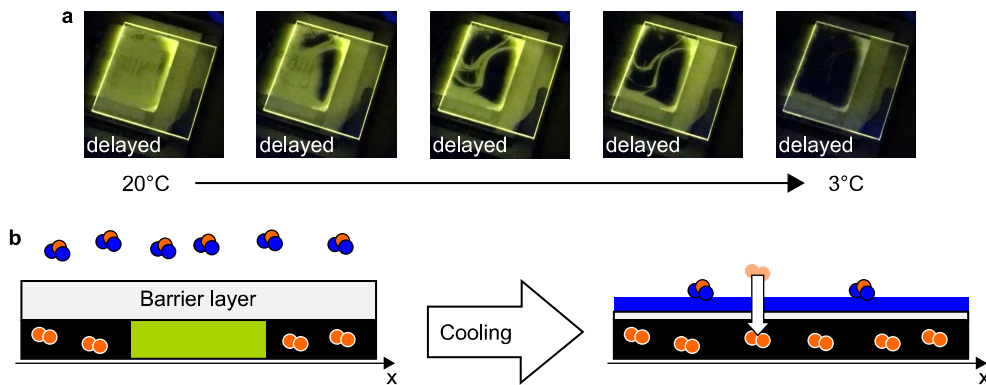 a
delayed
delayed
delayed
delayed
delayed
20°C
3°C
b
Barrier layer
Cooling
x
x